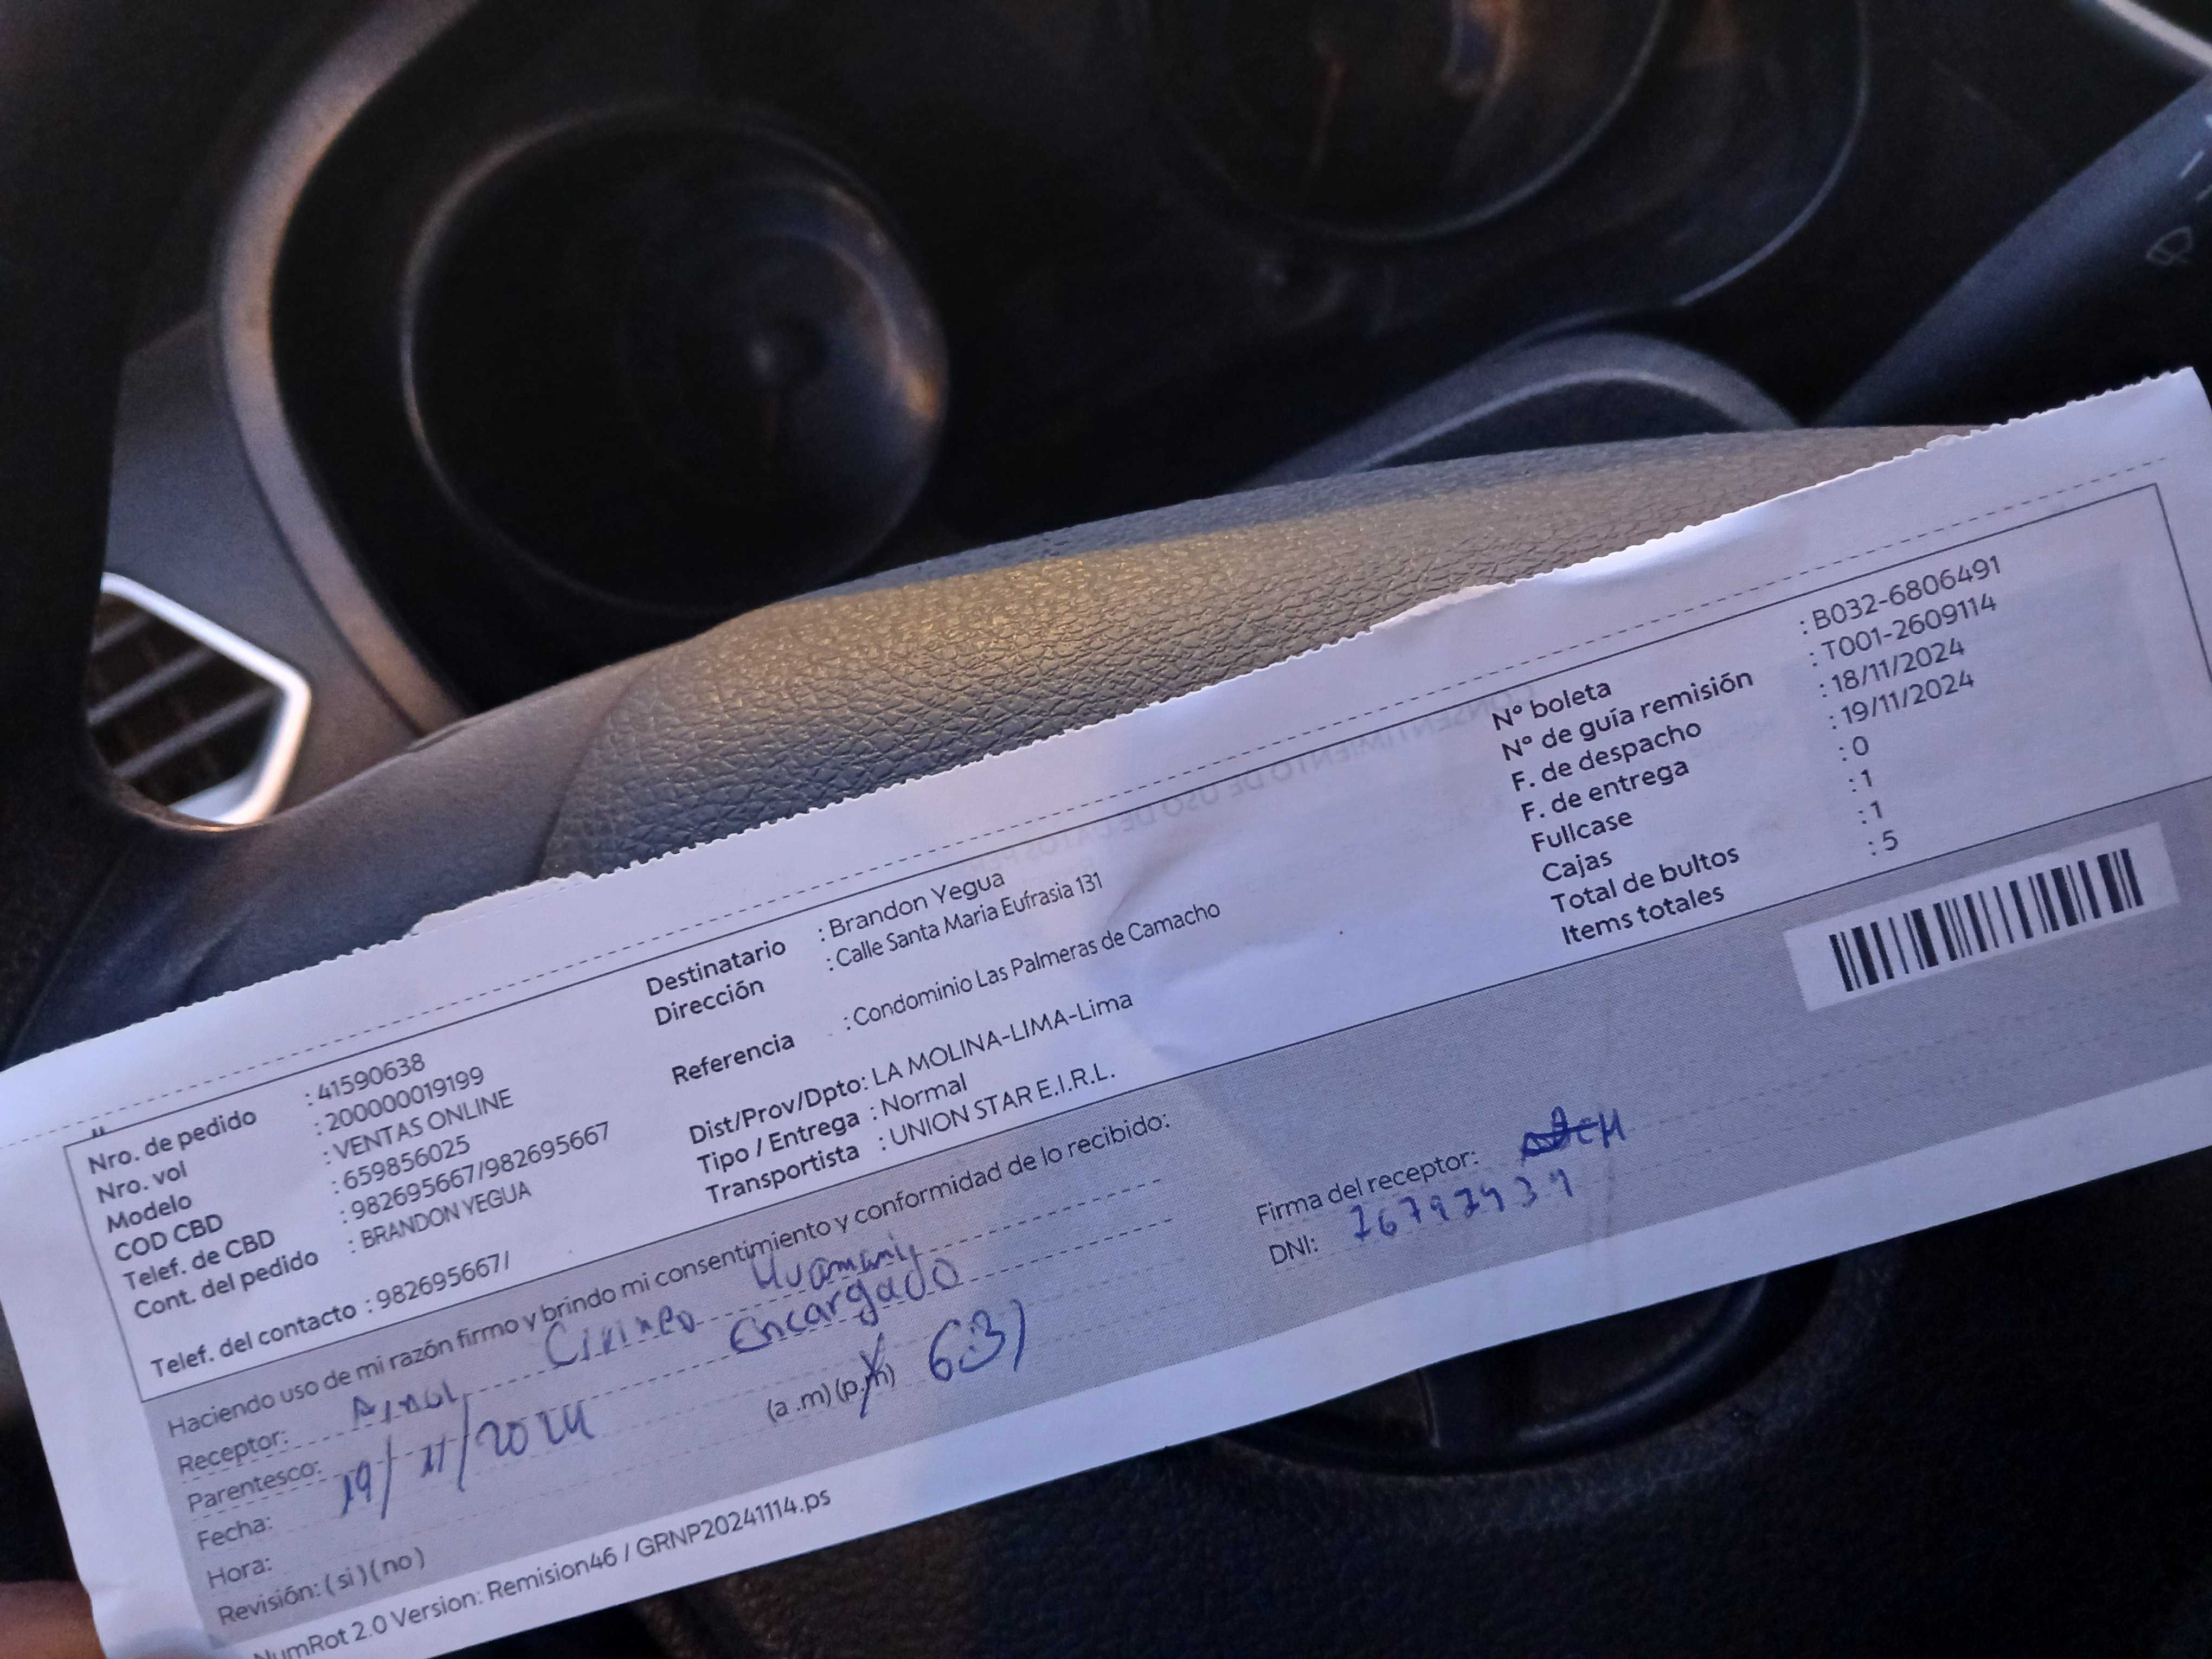 Nro. de pedido : 41590638
Nro. vol : 200000019199
Modelo : VENTAS ONLINE
COD CBD : 659856025
Telef. de CBD : 982695667/982695667
Cont. del pedido : BRANDON YEGUA
Telef. del contacto : 982695667/
Destinatario : Brandon Yegua
Dirección : Calle Santa Maria Eufrasia 131
Referencia : Condominio Las Palmeras de Camacho
Dist/Prov/Dpto: LA MOLINA-LIMA-Lima
Tipo / Entrega : Normal
Transportista : UNION STAR E.I.R.L.
Nº boleta : B032-6806491
Nº de guía remisión : T001-2609114
F. de despacho : 18/11/2024
F. de entrega : 19/11/2024
Fullcase : 0
Cajas : 1
Total de bultos : 1
Items totales : 5
Haciendo uso de mi razón firmo y brindo mi consentimiento y conformidad de lo recibido:
Receptor: Huamani
Parentesco: Encargado
Fecha: 19/11/2024
Hora: (a.m) (p.m) 631
Revisión: (si) (no)
Firma del receptor:
DNI:
NumRot 2.0 Version: Remision46 / GRNP20241114.ps